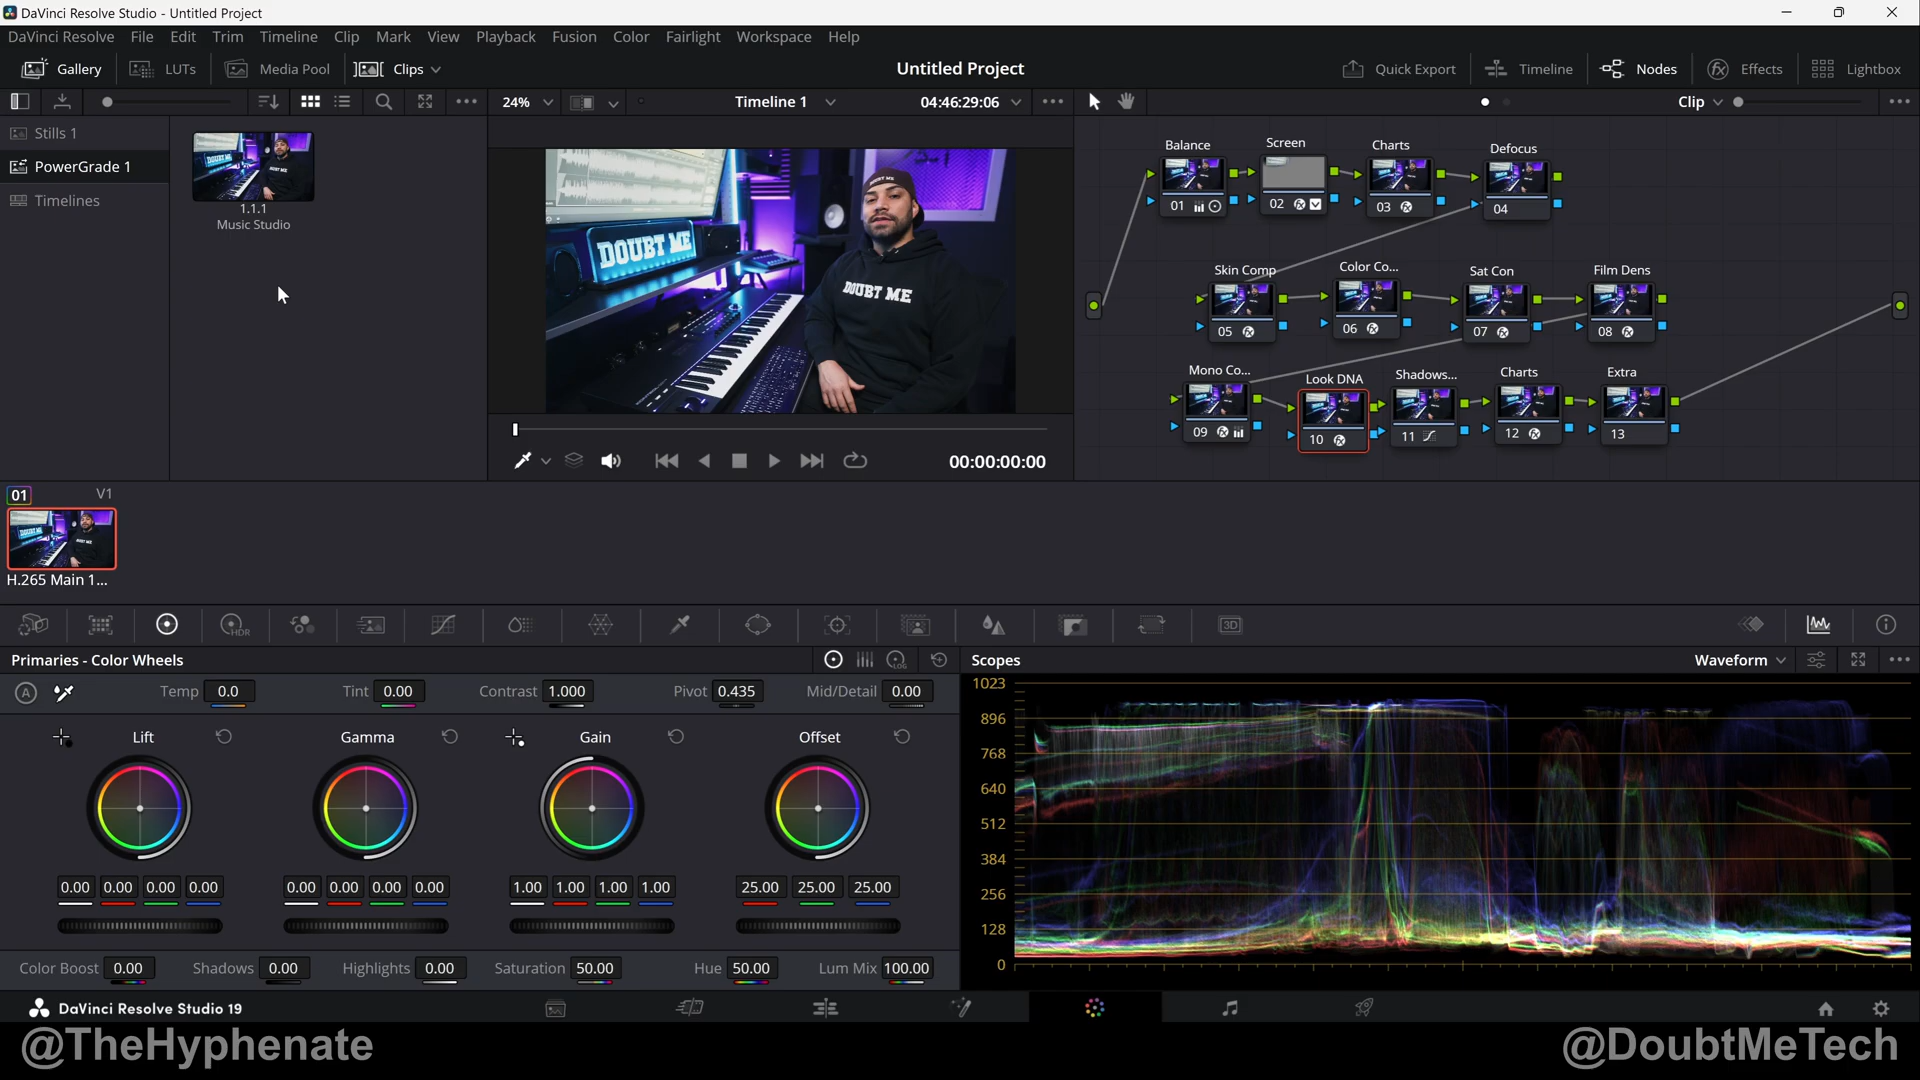 DaVinci Resolve Studio - Untitled Project
DaVinci Resolve File Edit Trim Timeline Clip Mark View Playback Fusion Color Fairlight Workspace Help
Gallery LUTs Media Pool Clips Untitled Project Quick Export Timeline Nodes Effects Lightbox
24% Timeline 1 04:46:29:06 Clip
Stills 1
PowerGrade 1
Timelines
1.1.1
Music Studio
DOUBT ME
DOUBT ME
00:00:00:00
Balance Screen Charts Defocus
01 02 03 04
Skin Comp Color Co... Sat Con Film Dens
05 06 07 08
Mono Co... Look DNA Shadows... Charts Extra
09 10 11 12 13
01 V1
H.265 Main 1...
HDR 3D
Primaries - Color Wheels LOG Scopes Waveform
A Temp 0.0 Tint 0.00 Contrast 1.000 Pivot 0.435 Mid/Detail 0.00
Lift Gamma Gain Offset
0.00 0.00 0.00 0.00 0.00 0.00 0.00 0.00 1.00 1.00 1.00 1.00 25.00 25.00 25.00
Color Boost 0.00 Shadows 0.00 Highlights 0.00 Saturation 50.00 Hue 50.00 Lum Mix 100.00
1023
896
768
640
512
384
256
128
0
DaVinci Resolve Studio 19
@TheHyphenate @DoubtMeTech